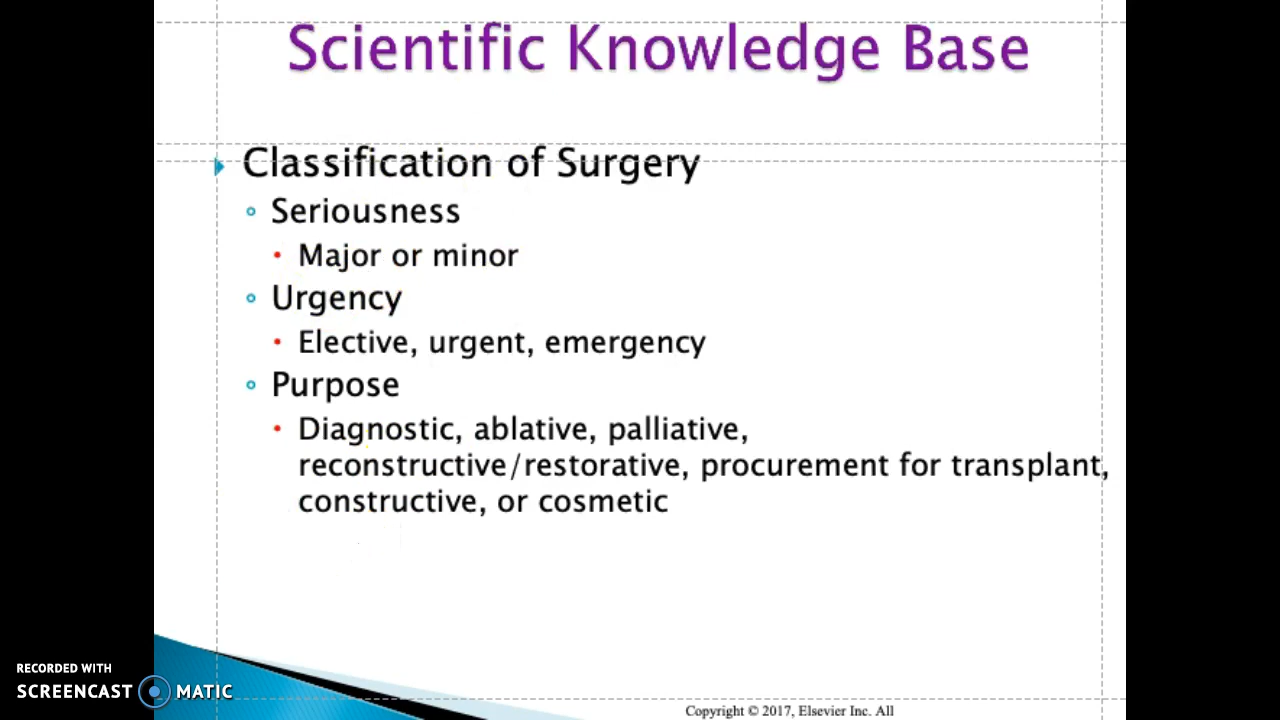 Scientific Knowledge Base
Classification of Surgery
Seriousness
Major or minor
Urgency
Elective, urgent, emergency
Purpose
Diagnostic, ablative, palliative,
reconstructive/restorative, procurement for transplant,
constructive, or cosmetic
RECORDED WITH
SCREENCAST MATIC
Copyright © 2017, Elsevier Inc. All